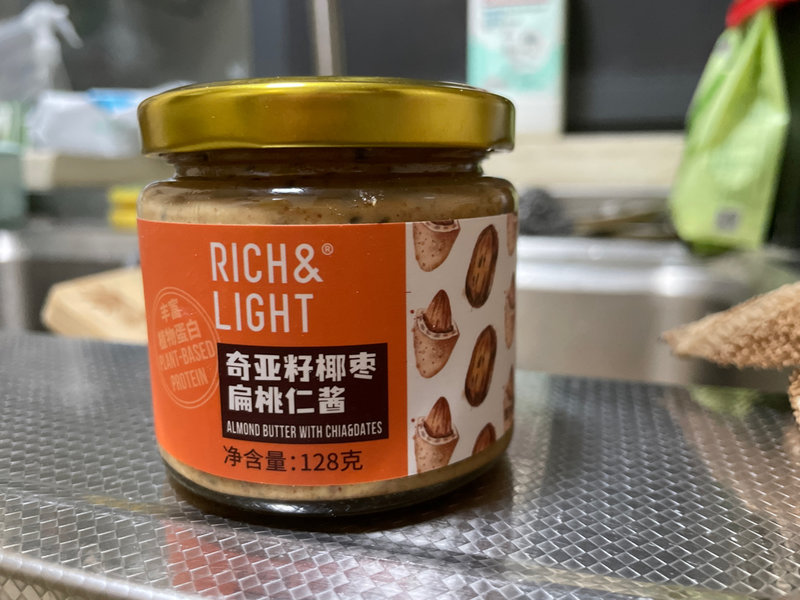 RICH&®
LIGHT
丰富
植物蛋白
PLANT-BASED
PROTEIN
奇亚籽椰枣
扁桃仁酱
ALMOND BUTTER WITH CHIA&DATES
净含量:128克